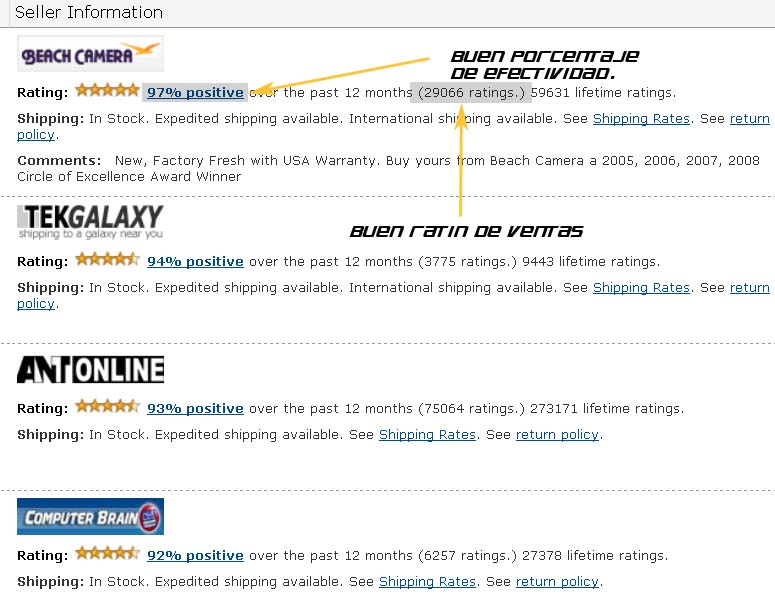 Seller Information
BEACH CAMERA
BUEN PORCENTAJE
DE EFECTIVIDAD.
Rating: 97% positive over the past 12 months (29066 ratings.) 59631 lifetime ratings.
Shipping: In Stock. Expedited shipping available. International shipping available. See Shipping Rates. See return
policy.
Comments: New, Factory Fresh with USA Warranty. Buy yours from Beach Camera a 2005, 2006, 2007, 2008
Circle of Excellence Award Winner
TEKGALAXY
shipping to a galaxy near you
BUEN RATIN DE VENTAS
Rating: 94% positive over the past 12 months (3775 ratings.) 9443 lifetime ratings.
Shipping: In Stock. Expedited shipping available. International shipping available. See Shipping Rates. See return
policy.
ANTONLINE
Rating: 93% positive over the past 12 months (75064 ratings.) 273171 lifetime ratings.
Shipping: In Stock. Expedited shipping available. See Shipping Rates. See return policy.
COMPUTER BRAIN
Rating: 92% positive over the past 12 months (6257 ratings.) 27378 lifetime ratings.
Shipping: In Stock. Expedited shipping available. See Shipping Rates. See return policy.